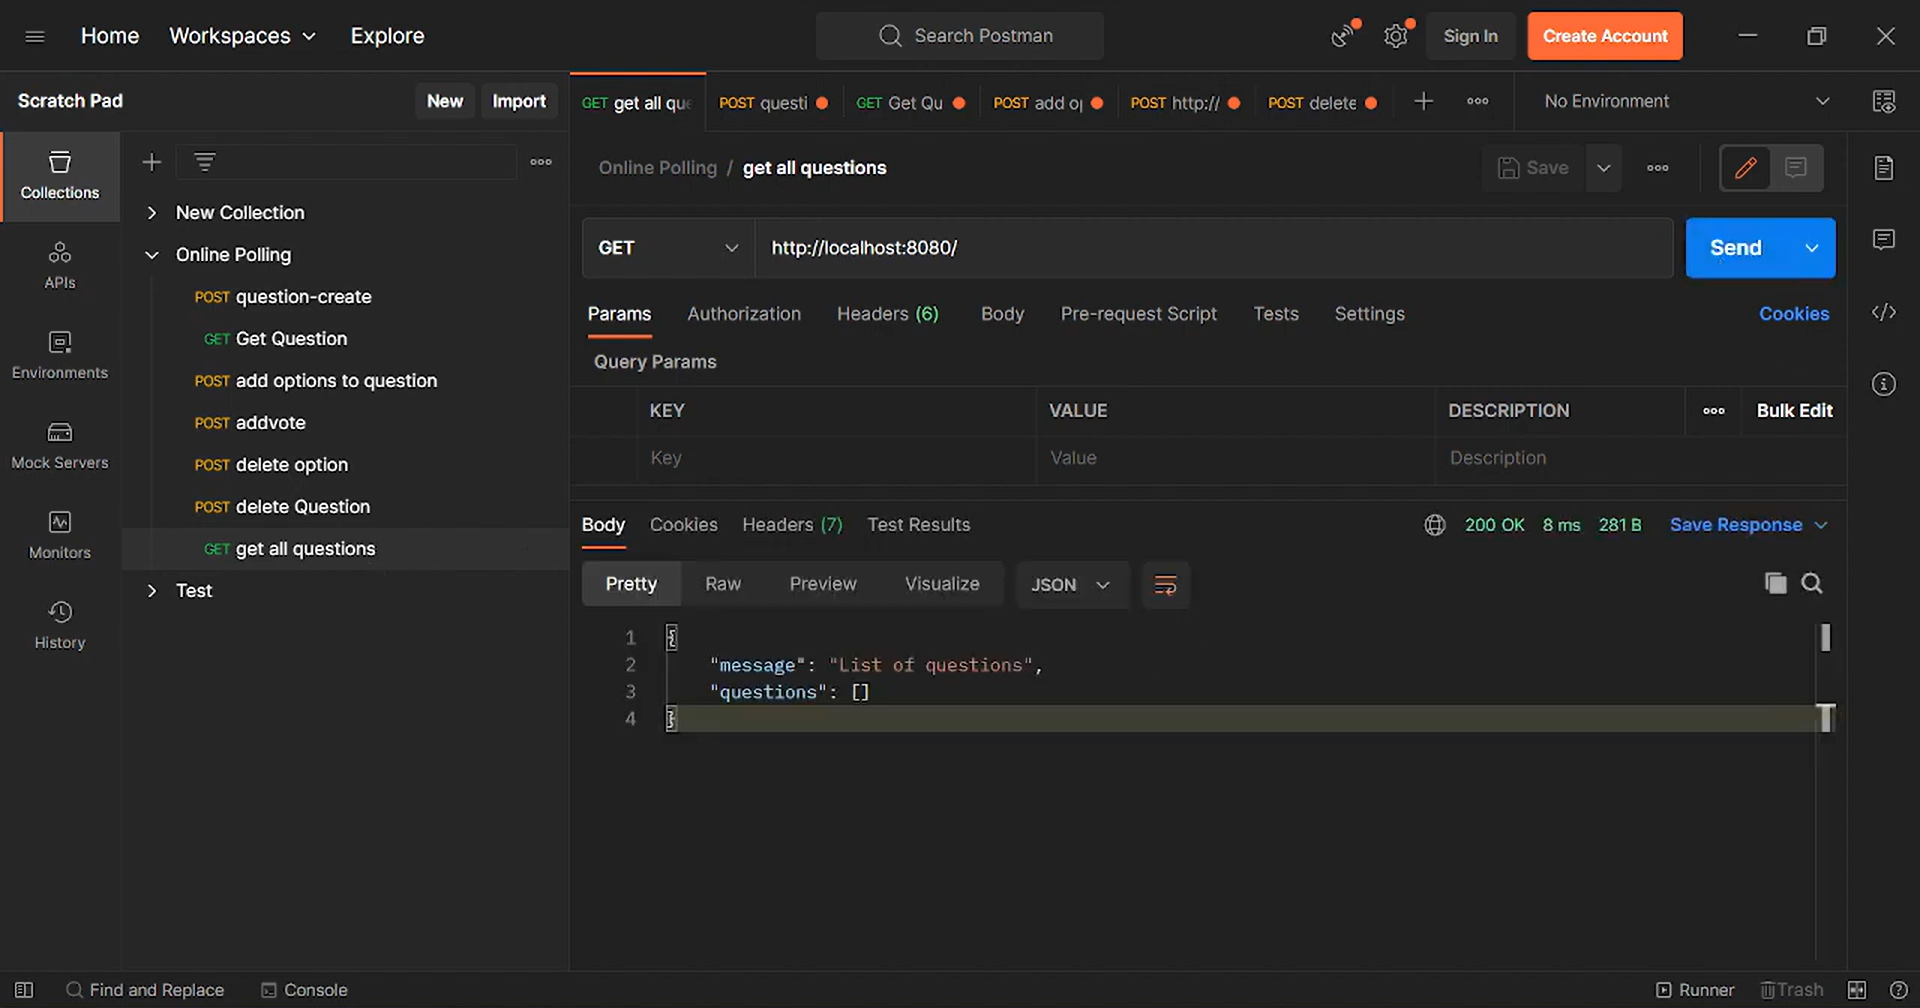 Home
Workspaces
Explore
Search Postman
Sign In
Create Account
Scratch Pad
New
Import
GET get all que
POST questi
GET Get Qu
POST add op
POST http://
POST delete
No Environment
Collections
APIs
Environments
Mock Servers
Monitors
History
New Collection
Online Polling
POST question-create
GET Get Question
POST add options to question
POST addvote
POST delete option
POST delete Question
GET get all questions
Test
Online Polling / get all questions
Save
GET
http://localhost:8080/
Send
Params
Authorization
Headers (6)
Body
Pre-request Script
Tests
Settings
Cookies
Query Params
KEY
VALUE
DESCRIPTION
Bulk Edit
Key
Value
Description
Body
Cookies
Headers (7)
Test Results
200 OK
8 ms
281 B
Save Response
Pretty
Raw
Preview
Visualize
JSON
1 {
2 "message": "List of questions",
3 "questions": []
4 }
Find and Replace
Console
Runner
Trash